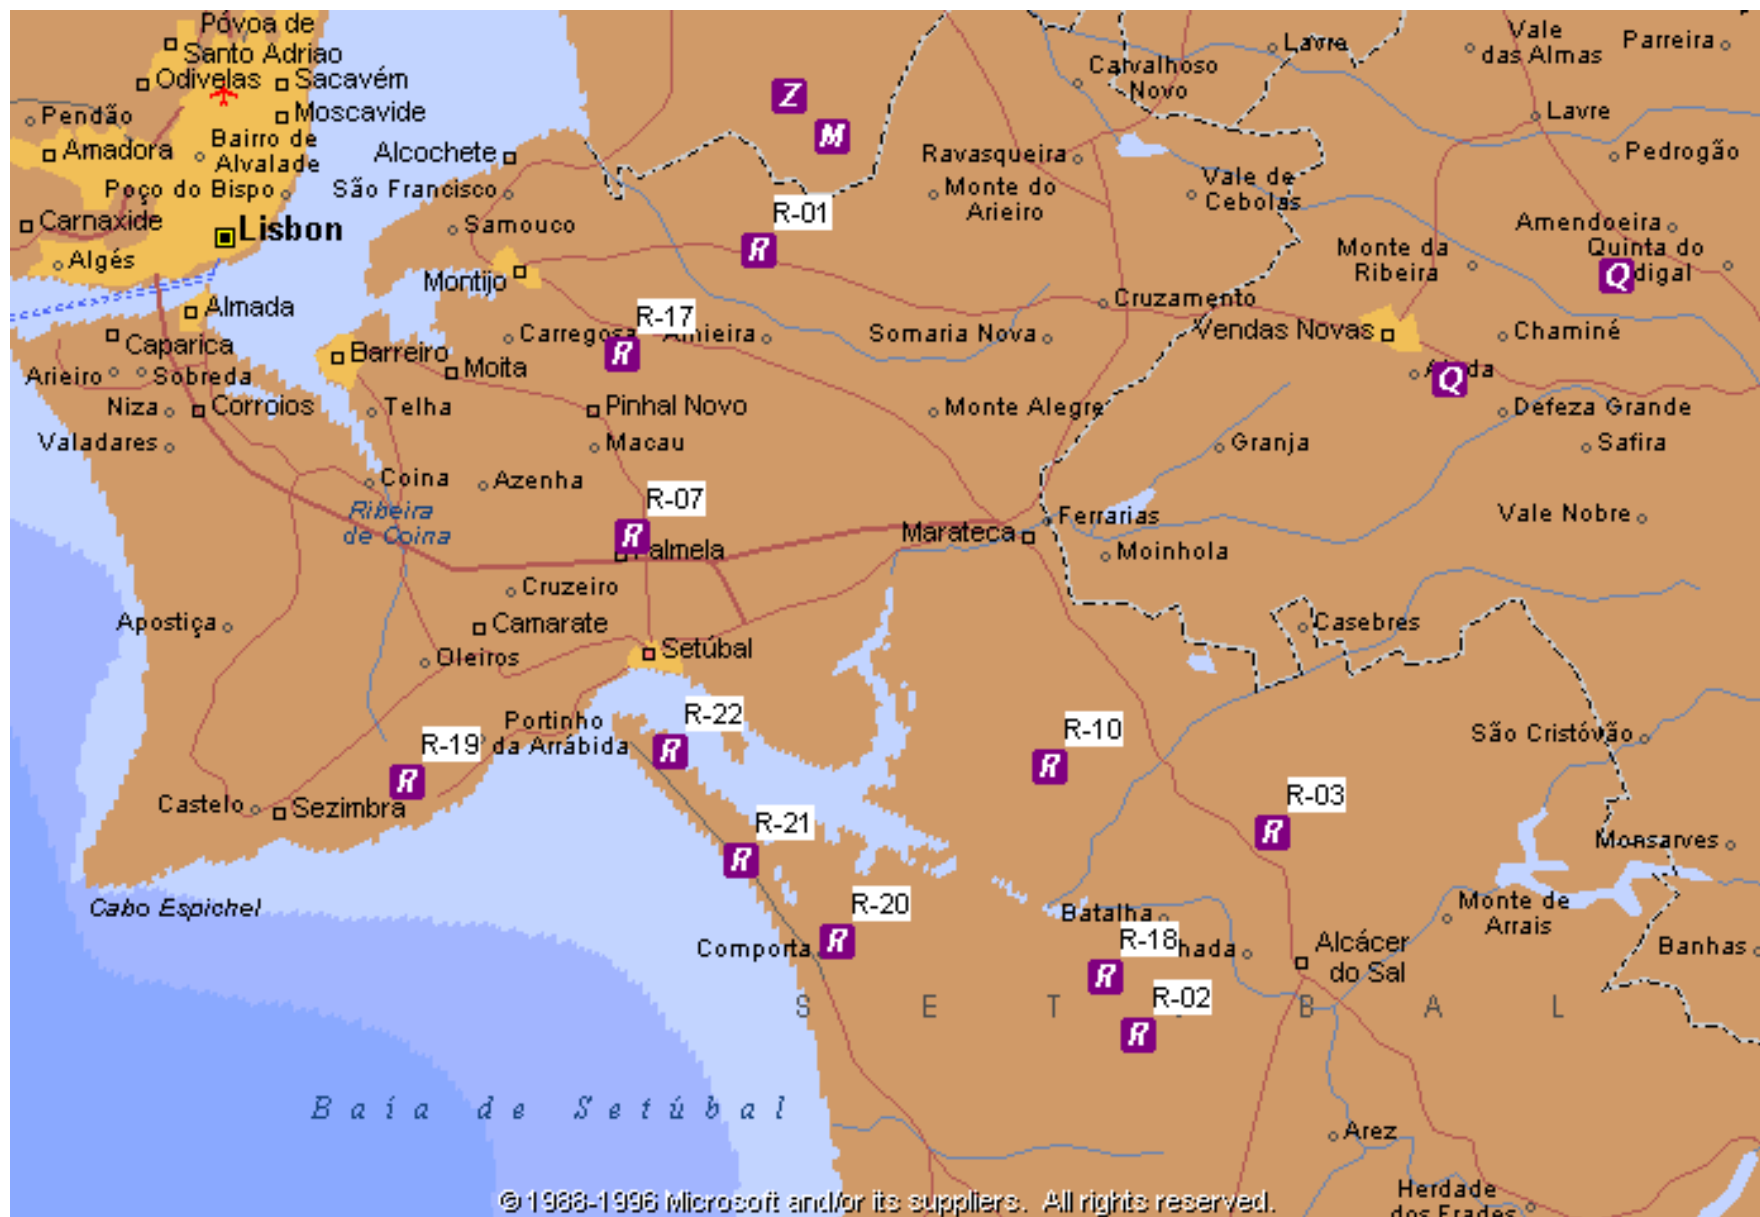 Póvoa de
Santo Adriao
Odivelas
Sacavém
Moscavide
Pendão
Bairro de
Alvalade
Amadora
Poço do Bispo
Carnaxide
Lisbon
Algés
Alcochete
São Francisco
Samouco
Montijo
Almada
Caparica
Barreiro
Arieiro
Sobreda
Moita
Niza
Corroios
Telha
Valadares
Coina
Ribeira
de Coina
Z
M
R-01
R
R-17
Carregosa
R
Pinhal Novo
Macau
Azenha
Lavre
Vale
das Almas
Parreira
Carvalhoso
Novo
Lavre
Ravasqueira
Pedrogão
Monte do
Arieiro
Vale de
Cebolas
Amendoeira
Monte da
Ribeira
Quinta do
Q
digal
Cruzamento
Somaria Nova
Vendas Novas
Chaminé
Q
Monte Alegre
Defeza Grande
Granja
Safira
R-07
R
Marateca
Ferrarias
Vale Nobre
Moinhola
Cruzeiro
Apostiça
Camarate
Casebres
Oleiros
Setúbal
Portinho
da Arrábida
R-22
R
R-19
R
R-10
R
São Cristóvão
Castelo
Sezimbra
R-21
R
R-03
R
Monsarves
Cabo Espichel
R-20
R
Comporta
Batalha
R-18
hada
R
Monte de
Arrais
Alcácer
do Sal
Banhas
R-02
R
S E T B A L
Baía de Setúbal
Arez
Herdade
dos Frades
© 1988-1996 Microsoft and/or its suppliers. All rights reserved.